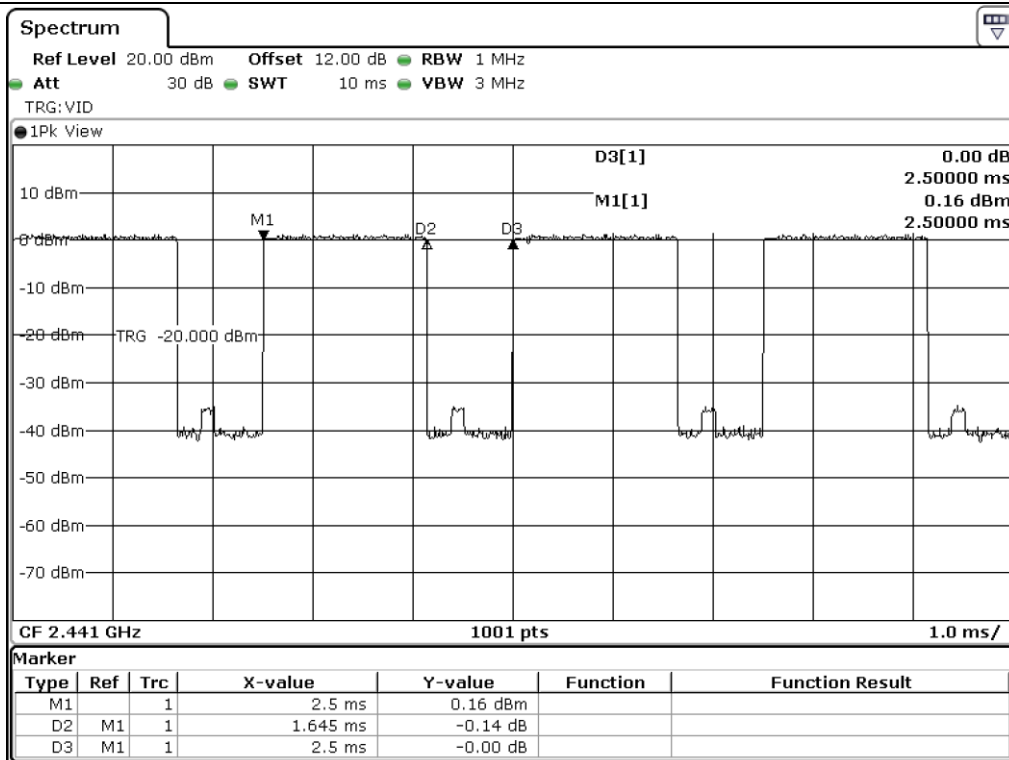 Spectrum
Ref Level 20.00 dBm Offset 12.00 dB RBW 1 MHz
Att 30 dB SWT 10 ms VBW 3 MHz
TRG:VID
1Pk View
D3[1] 0.00 dB
2.50000 ms
10 dBm M1[1] 0.16 dBm
2.50000 ms
M1 D2 D3
0 dBm
-10 dBm
-20 dBm TRG -20.000 dBm
-30 dBm
-40 dBm
-50 dBm
-60 dBm
-70 dBm
CF 2.441 GHz 1001 pts 1.0 ms/
Marker
Type Ref Trc X-value Y-value Function Function Result
M1 1 2.5 ms 0.16 dBm
D2 M1 1 1.645 ms -0.14 dB
D3 M1 1 2.5 ms -0.00 dB